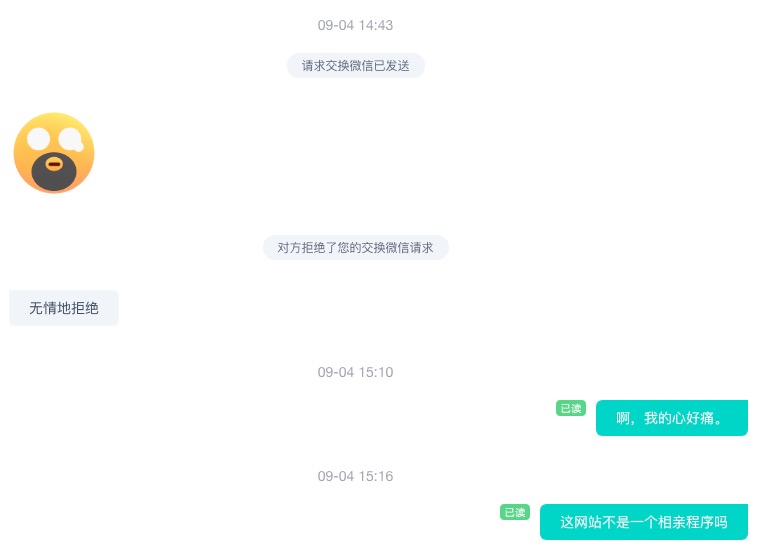 09-04 14:43
请求交换微信已发送
对方拒绝了您的交换微信请求
无情地拒绝
09-04 15:10
已读
啊，我的心好痛。
09-04 15:16
已读
这网站不是一个相亲程序吗